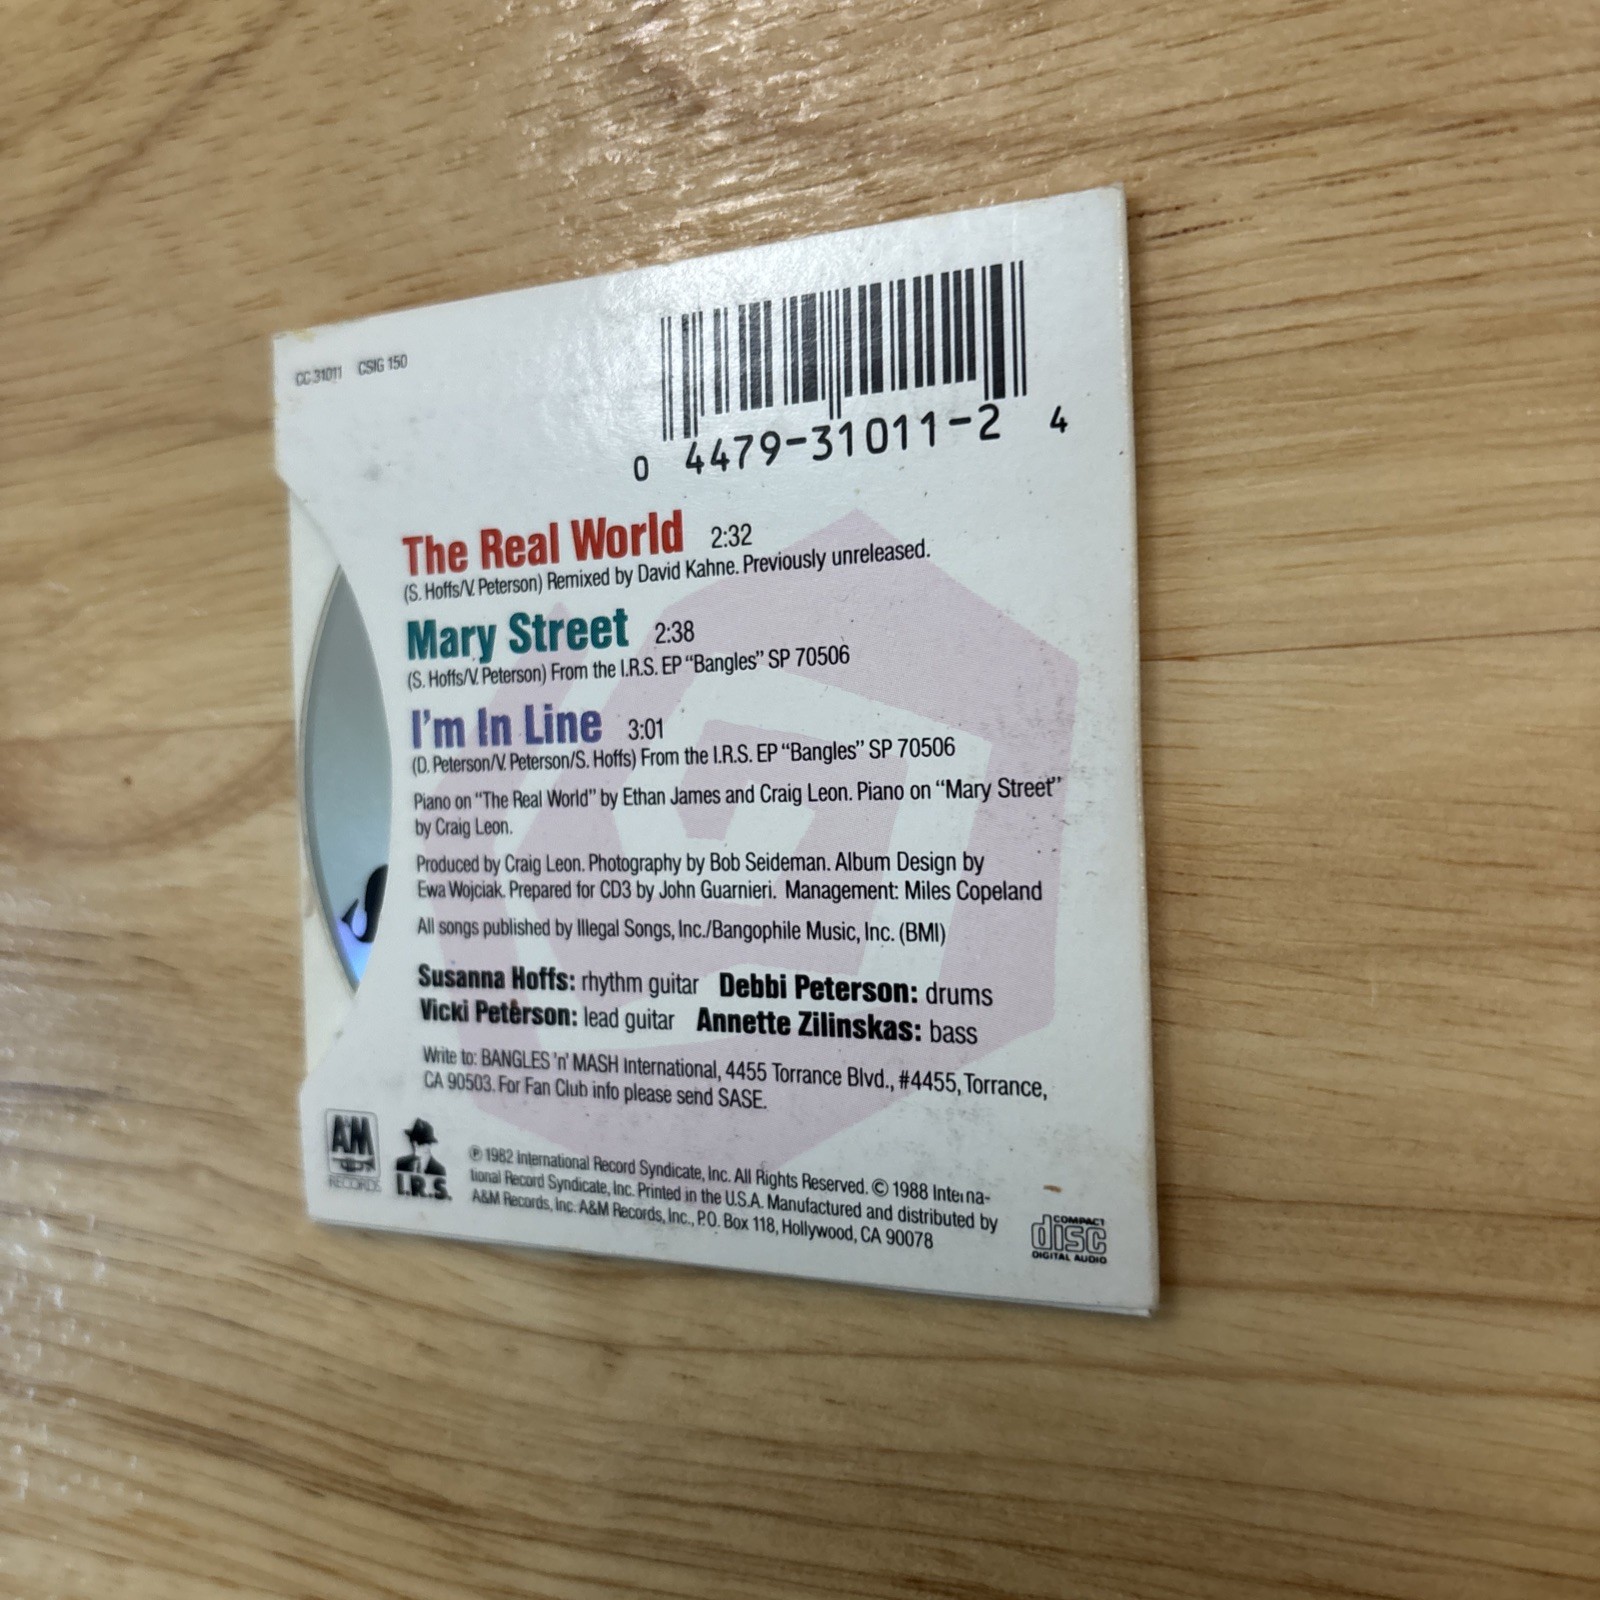 CC 31011 CSIG 150
0 4479-31011-2 4
The Real World 2:32
(S. Hoffs/V. Peterson) Remixed by David Kahne. Previously unreleased.
Mary Street 2:38
(S. Hoffs/V. Peterson) From the I.R.S. EP “Bangles” SP 70506
I'm In Line 3:01
(D. Peterson/V. Peterson/S. Hoffs) From the I.R.S. EP “Bangles” SP 70506
Piano on “The Real World” by Ethan James and Craig Leon. Piano on “Mary Street”
by Craig Leon.
Produced by Craig Leon. Photography by Bob Seideman. Album Design by
Ewa Wojciak. Prepared for CD3 by John Guarnieri. Management: Miles Copeland
All songs published by Illegal Songs, Inc./Bangophile Music, Inc. (BMI)
Susanna Hoffs: rhythm guitar Debbi Peterson: drums
Vicki Peterson: lead guitar Annette Zilinskas: bass
Write to: BANGLES 'n' MASH International, 4455 Torrance Blvd., #4455, Torrance,
CA 90503. For Fan Club info please send SASE.
A&M
RECORDS
I.R.S.
℗ 1982 International Record Syndicate, Inc. All Rights Reserved. © 1988 Interna-
tional Record Syndicate, Inc. Printed in the U.S.A. Manufactured and distributed by
A&M Records, Inc. A&M Records, Inc., P.O. Box 118, Hollywood, CA 90078
COMPACT
disc
DIGITAL AUDIO